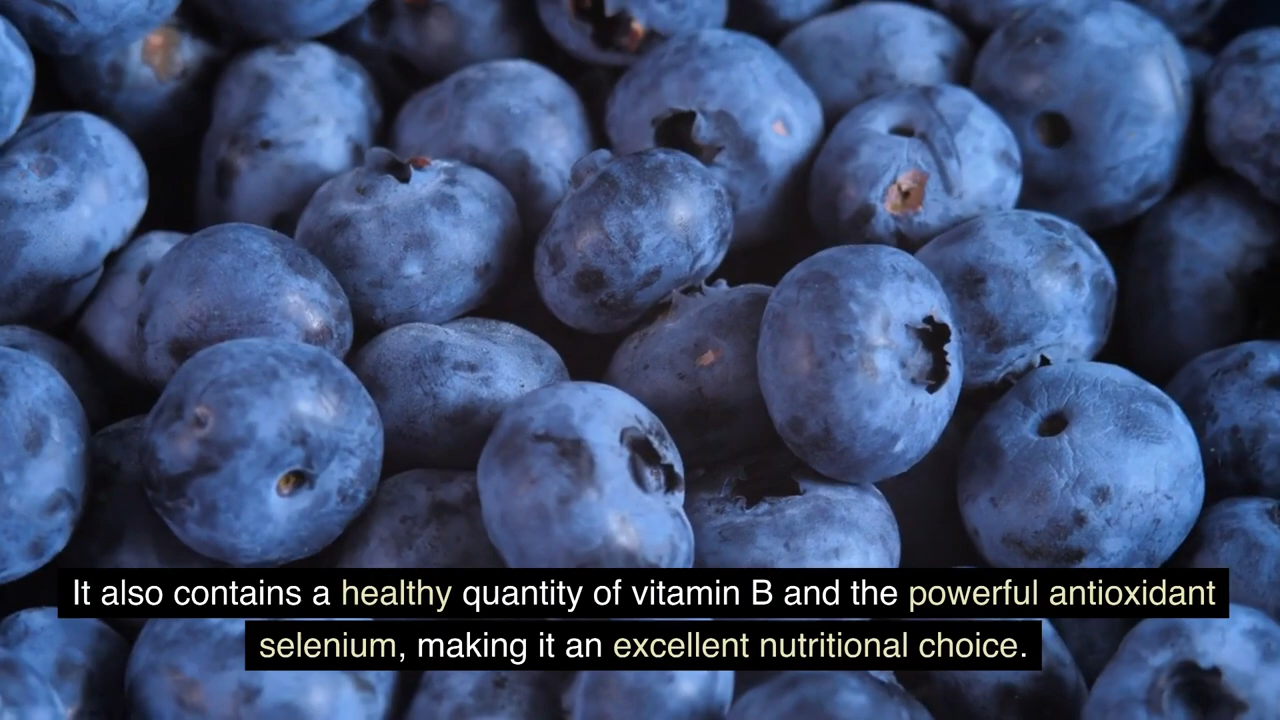 It also contains a healthy quantity of vitamin B and the powerful antioxidant
selenium, making it an excellent nutritional choice.